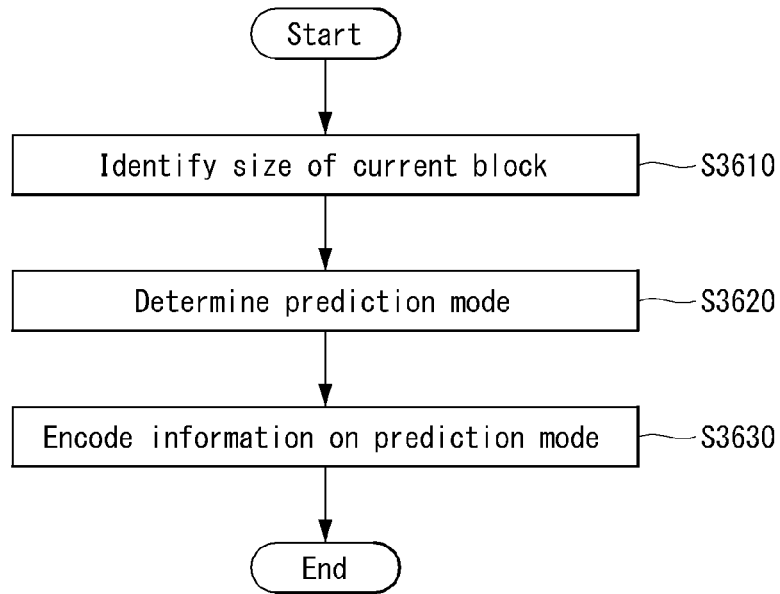 Start
Identify size of current block
S3610
Determine prediction mode
S3620
Encode information on prediction mode
S3630
End